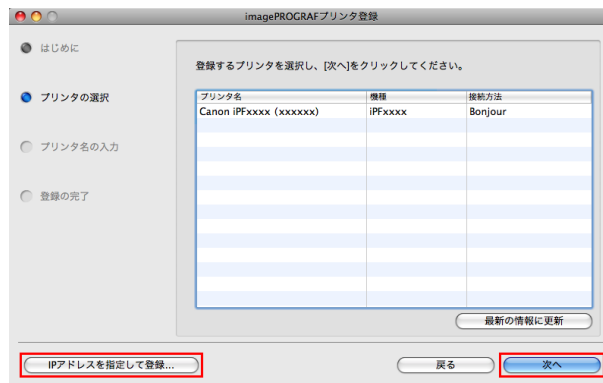 imagePROGRAFプリンタ登録
はじめに
プリンタの選択
プリンタ名の入力
登録の完了
登録するプリンタを選択し、[次へ]をクリックしてください。
プリンタ名 機種 接続方法
Canon iPFxxxx (xxxxxx) iPFxxxx Bonjour
最新の情報に更新
IPアドレスを指定して登録... 戻る 次へ